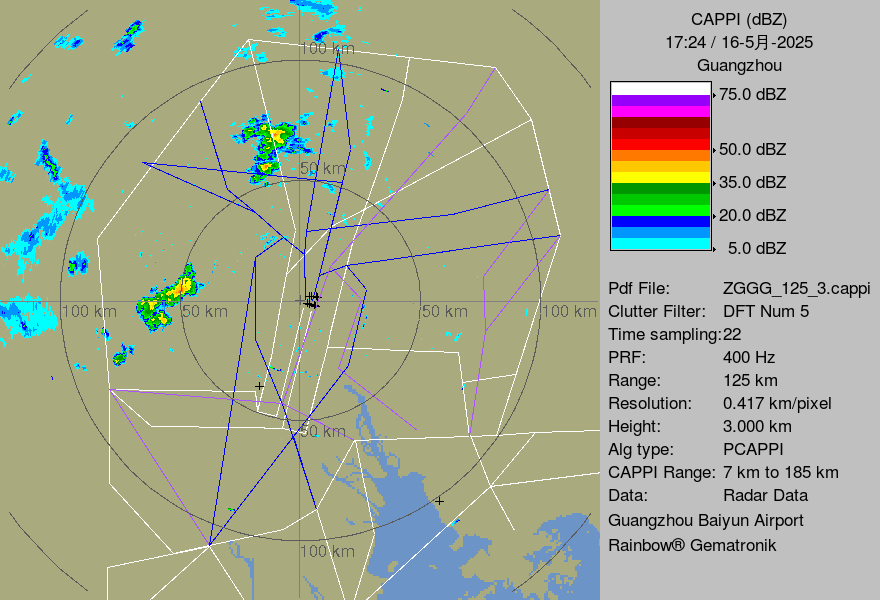 CAPPI (dBZ)
17:24 / 16-5月-2025
Guangzhou
75.0 dBZ
50.0 dBZ
35.0 dBZ
20.0 dBZ
5.0 dBZ
Pdf File: ZGGG_125_3.cappi
Clutter Filter: DFT Num 5
Time sampling:22
PRF: 400 Hz
Range: 125 km
Resolution: 0.417 km/pixel
Height: 3.000 km
Alg type: PCAPPI
CAPPI Range: 7 km to 185 km
Data: Radar Data
Guangzhou Baiyun Airport
Rainbow® Gematronik
100 km
50 km
100 km 50 km 50 km 100 km
50 km
100 km